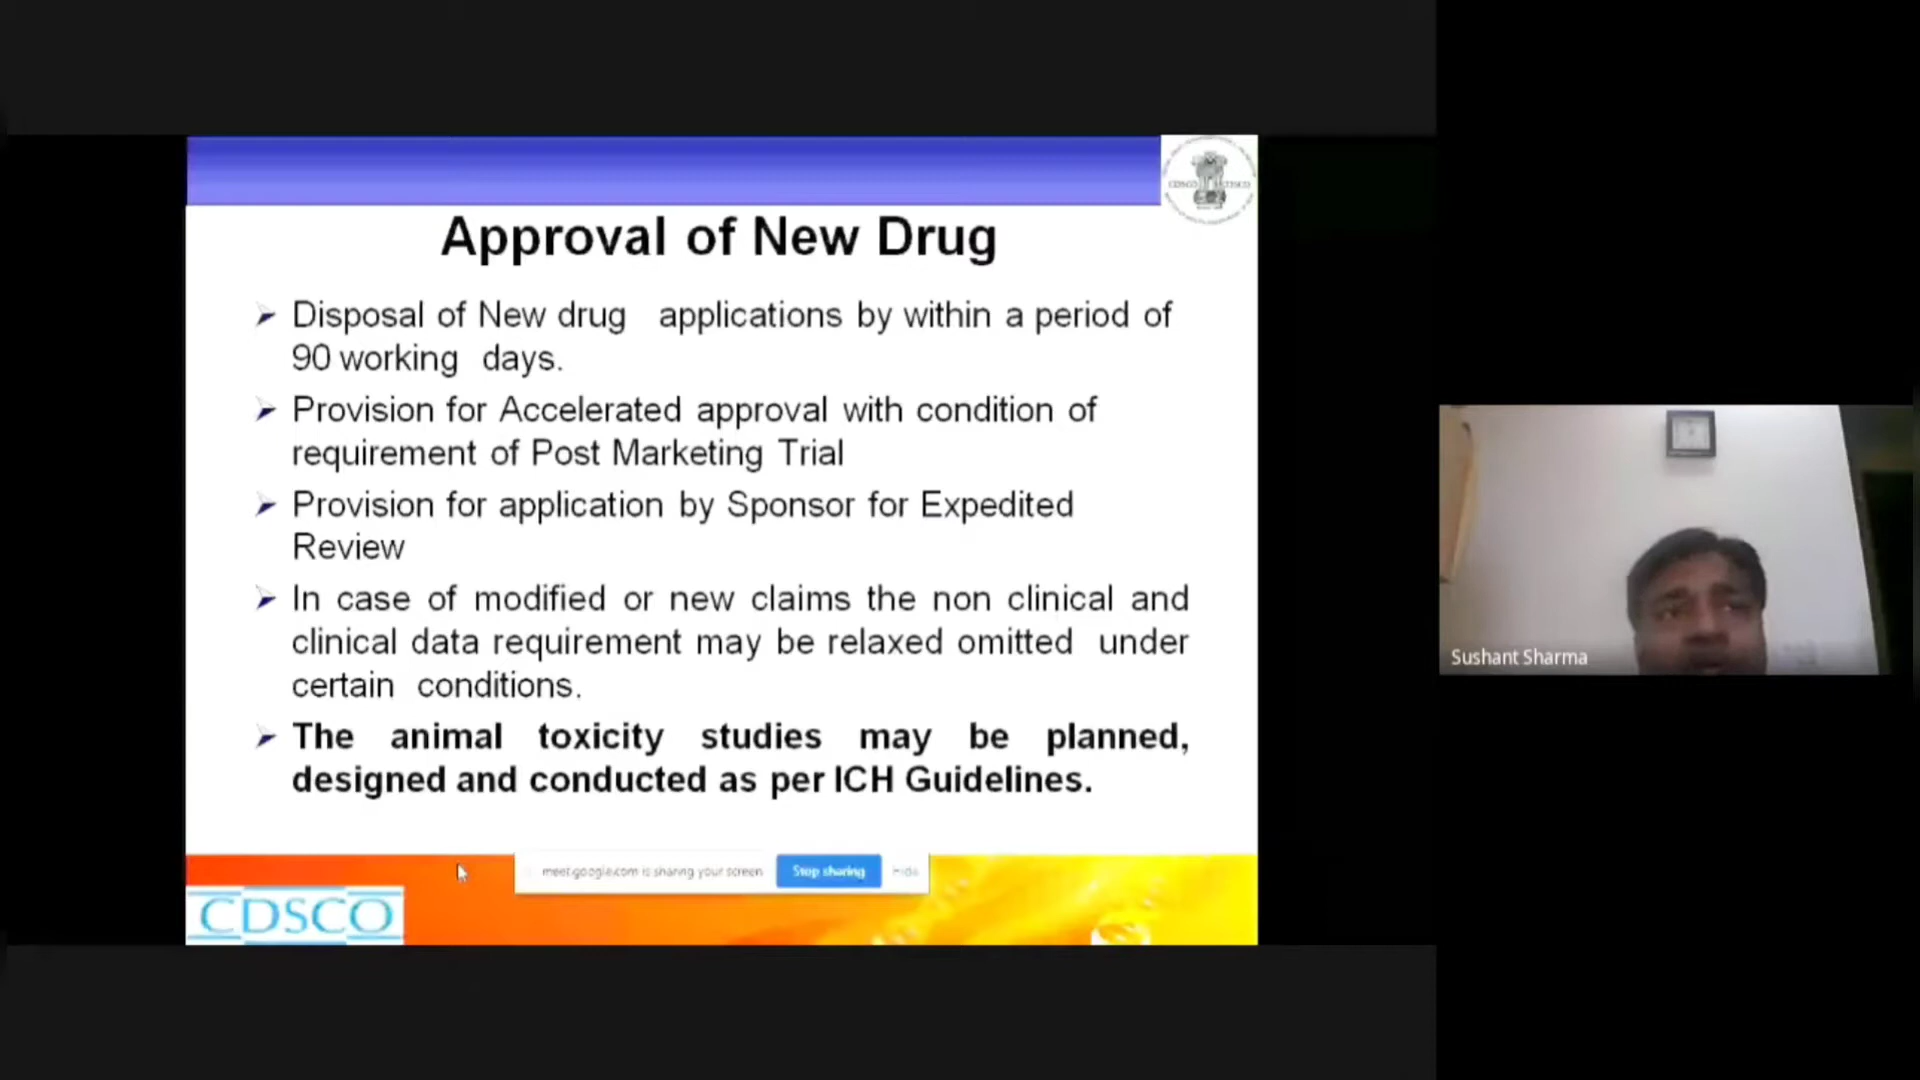 Approval of New Drug
➢ Disposal of New drug applications by within a period of
90 working days.
➢ Provision for Accelerated approval with condition of
requirement of Post Marketing Trial
➢ Provision for application by Sponsor for Expedited
Review
➢ In case of modified or new claims the non clinical and
clinical data requirement may be relaxed omitted under
certain conditions.
➢ The animal toxicity studies may be planned,
designed and conducted as per ICH Guidelines.
meet.google.com is sharing your screen Stop sharing Hide
CDSCO
Sushant Sharma